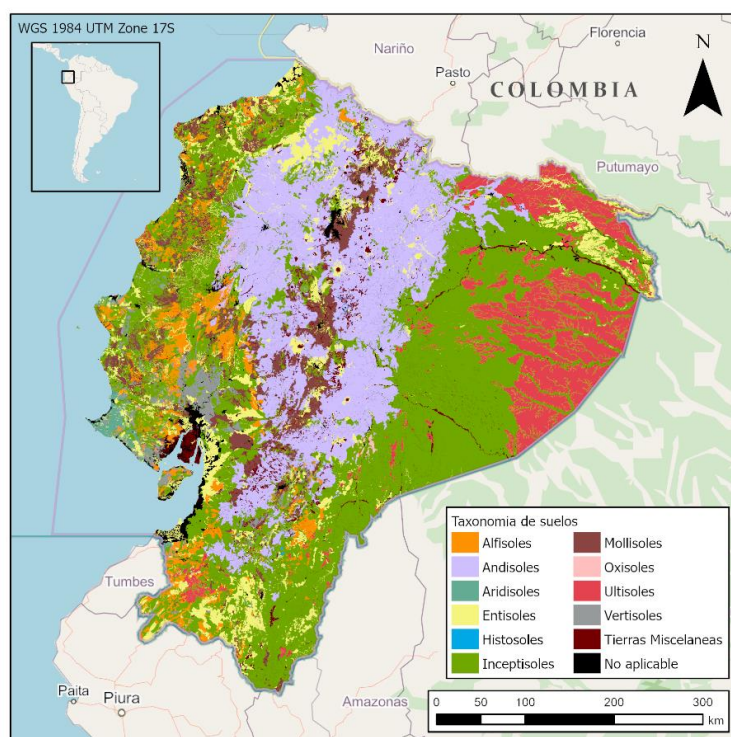 WGS 1984 UTM Zone 17S
Nariño
Florencia
Pasto
N
COLOMBIA
Putumayo
Tumbes
Paita
Piura
Amazonas
Taxonomia de suelos
Alfisoles
Andisoles
Aridisoles
Entisoles
Histosoles
Inceptisoles
Mollisoles
Oxisoles
Ultisoles
Vertisoles
Tierras Miscelaneas
No aplicable
0 50 100 200 300
km